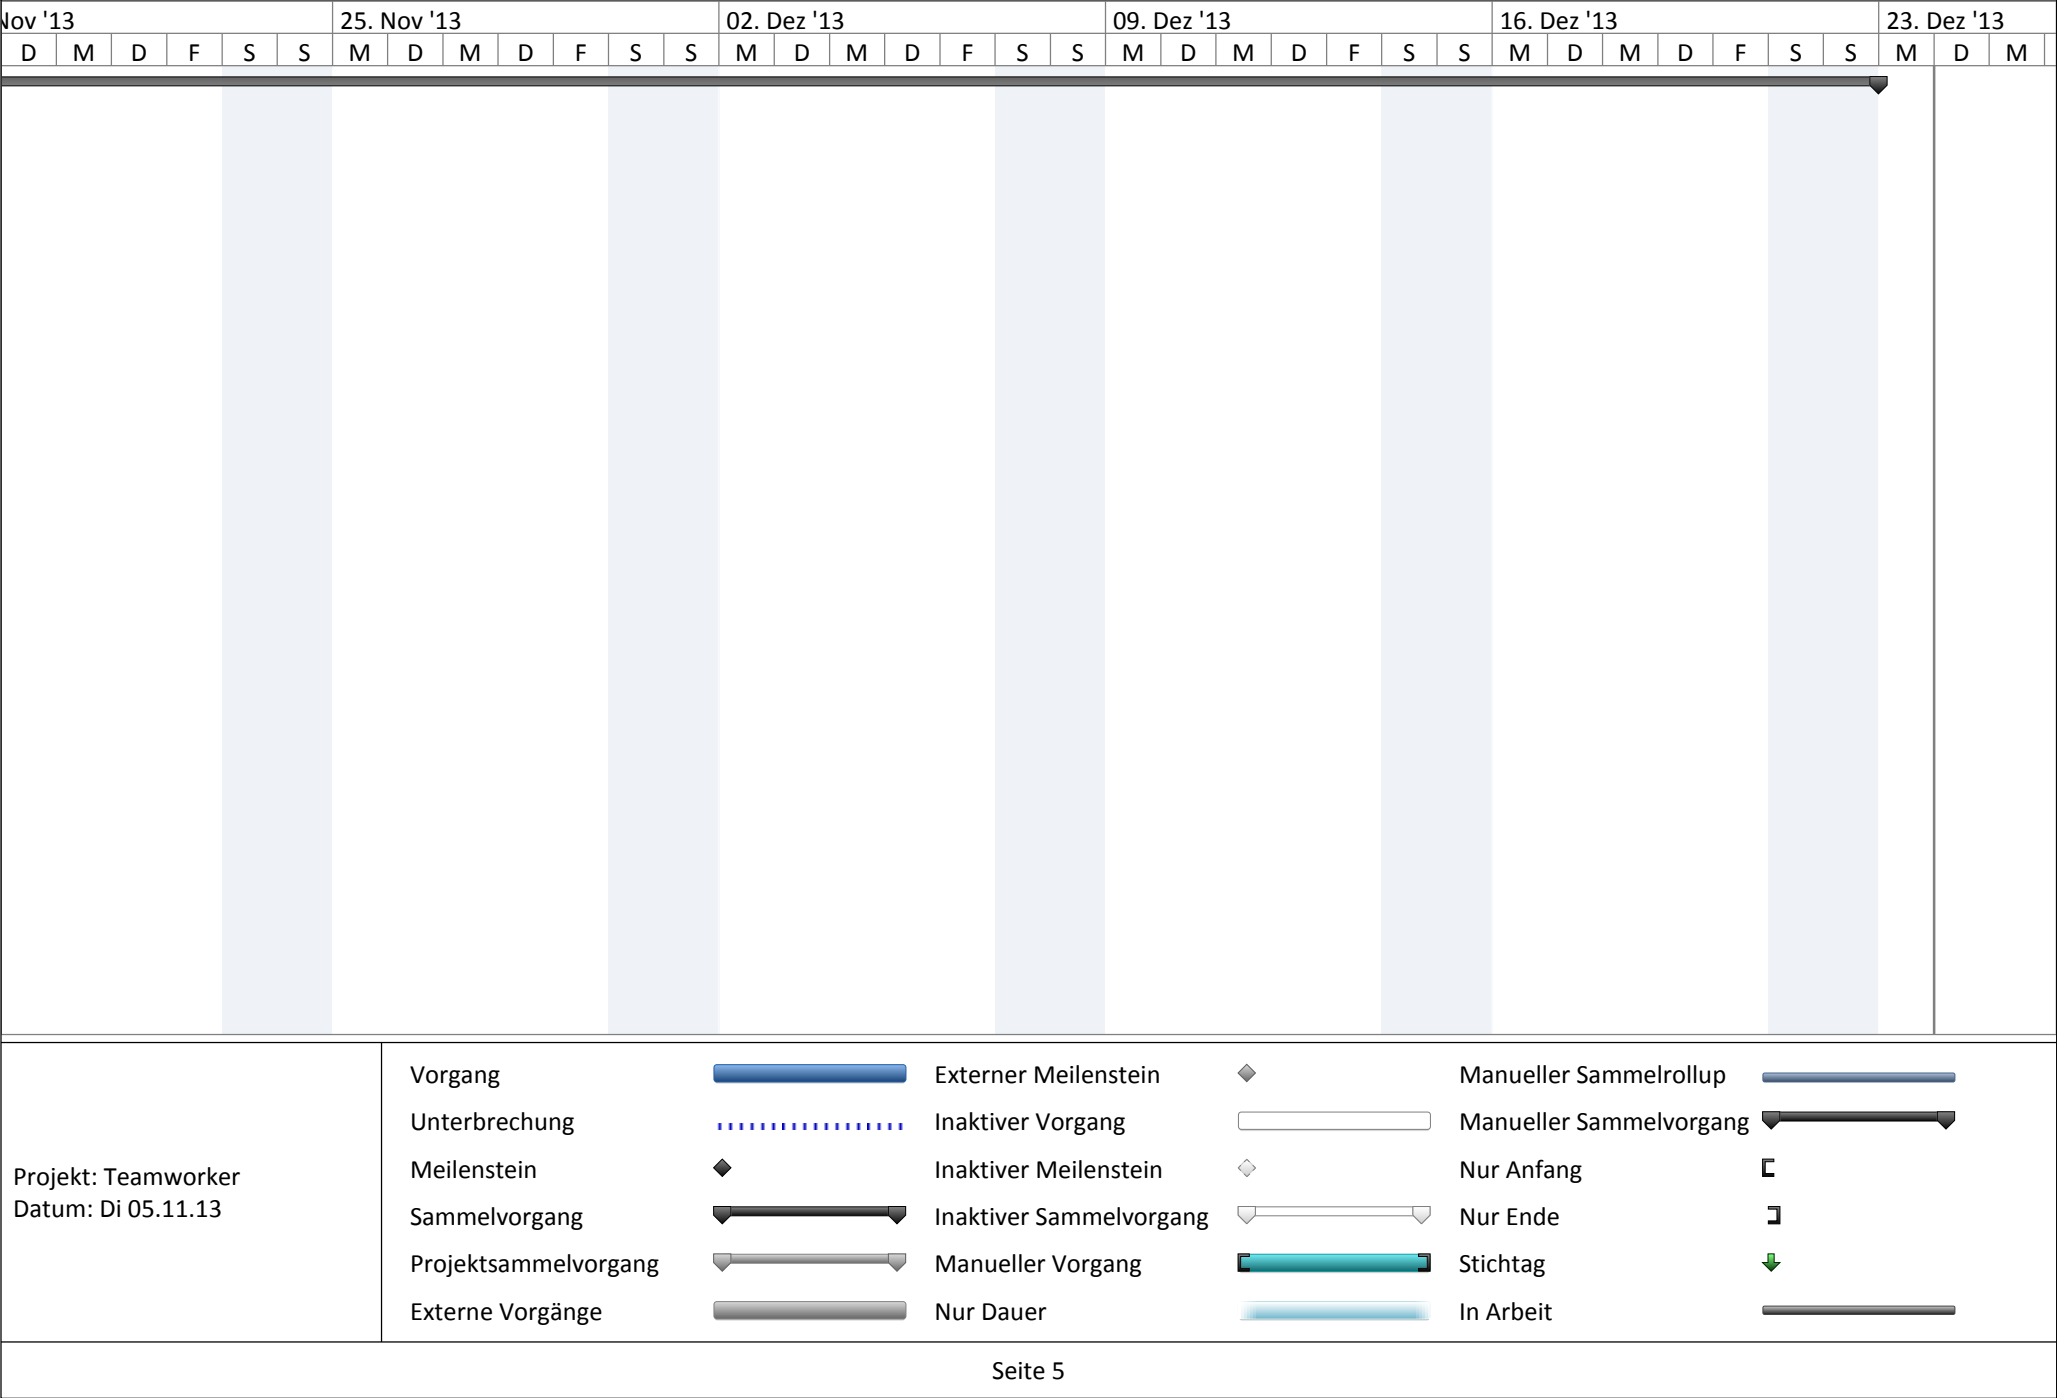 Nov '13 25. Nov '13 02. Dez '13 09. Dez '13 16. Dez '13 23. Dez '13
D M D F S S M D M D F S S M D M D F S S M D M D F S S M D M D F S S M D M
Vorgang Externer Meilenstein Manueller Sammelrollup
Unterbrechung Inaktiver Vorgang Manueller Sammelvorgang
Meilenstein Inaktiver Meilenstein Nur Anfang
Projekt: Teamworker
Datum: Di 05.11.13
Sammelvorgang Inaktiver Sammelvorgang Nur Ende
Projektsammelvorgang Manueller Vorgang Stichtag
Externe Vorgänge Nur Dauer In Arbeit
Seite 5